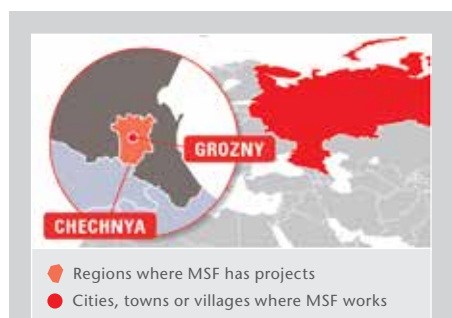 GROZNY
CHECHNYA
Regions where MSF has projects
Cities, towns or villages where MSF works